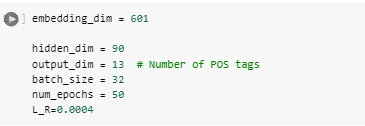 embedding_dim = 601
hidden_dim = 90
output_dim = 13  # Number of POS tags
batch_size = 32
num_epochs = 50
L_R=0.0004